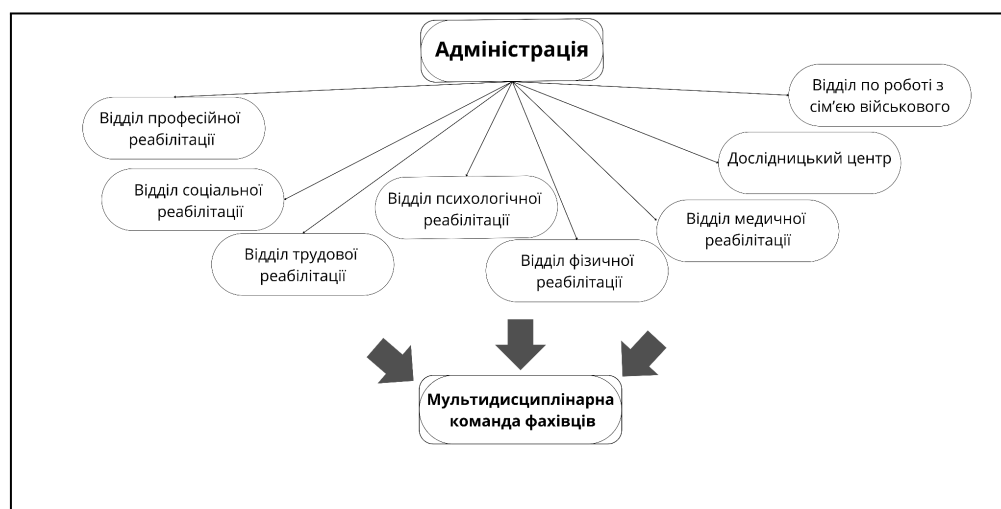 Адміністрація
Відділ по роботі з
сім’єю військового
Відділ професійної
реабілітації
Дослідницький центр
Відділ соціальної
реабілітації
Відділ психологічної
реабілітації
Відділ медичної
реабілітації
Відділ трудової
реабілітації
Відділ фізичної
реабілітації
Мультидисциплінарна
команда фахівців